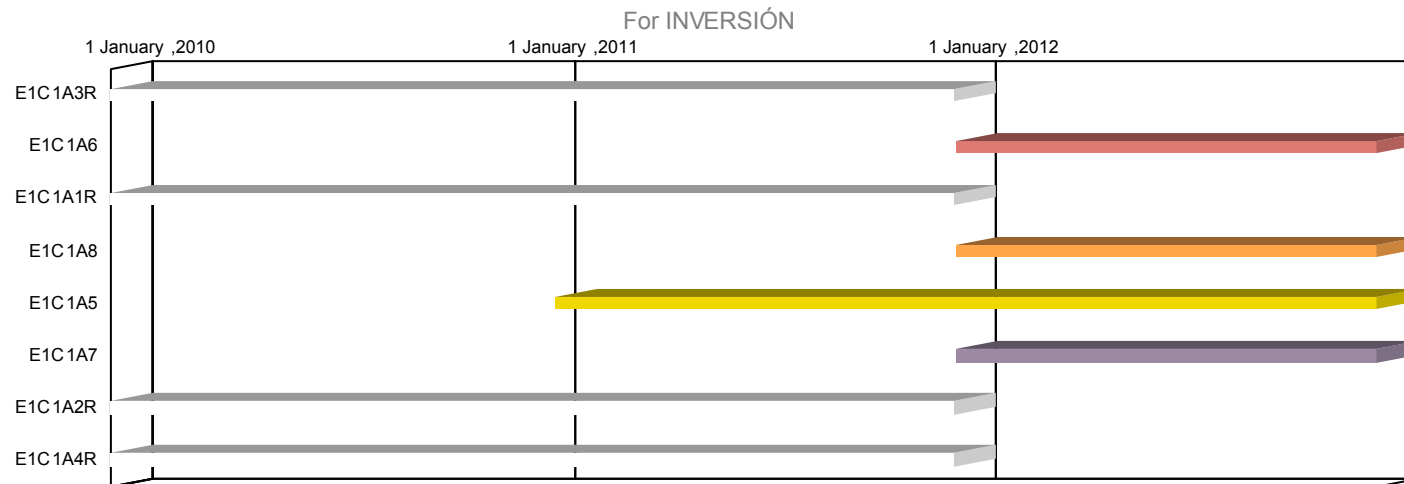 For INVERSIÓN
1 January ,2010 1 January ,2011 1 January ,2012
E1C1A3R
E1C1A6
E1C1A1R
E1C1A8
E1C1A5
E1C1A7
E1C1A2R
E1C1A4R